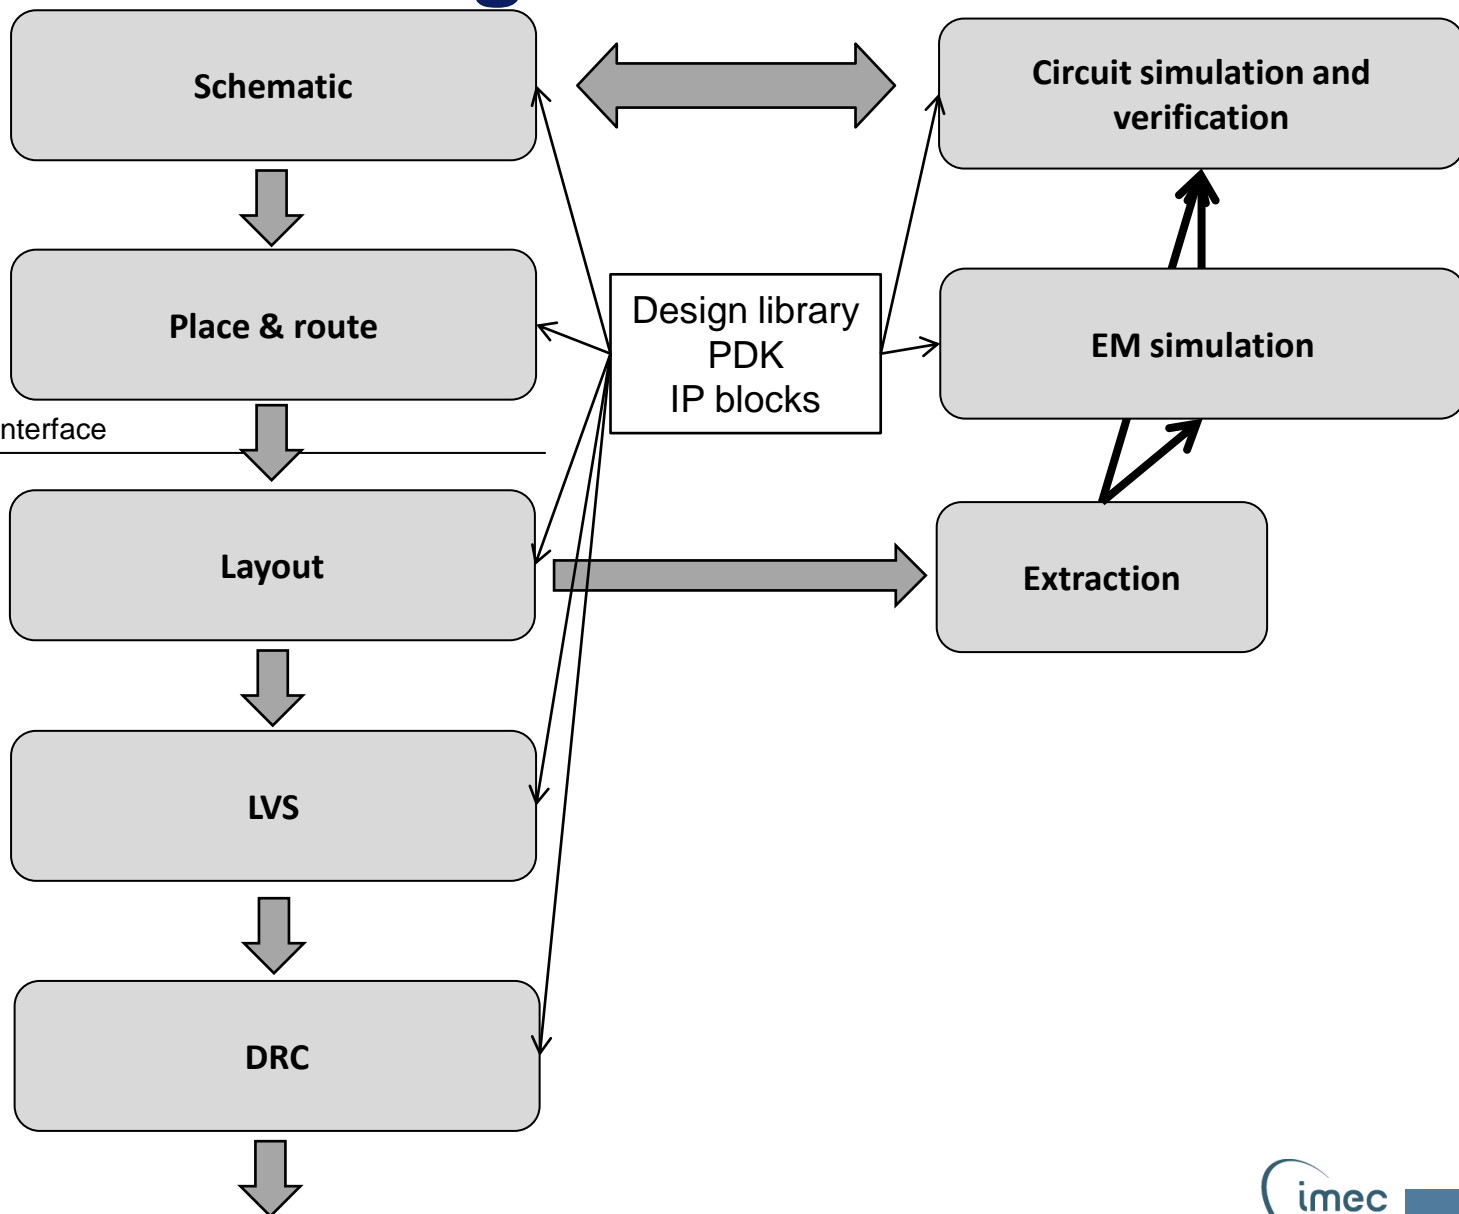 Schematic
Circuit simulation and
verification
Place & route
Design library
PDK
IP blocks
EM simulation
nterface
Layout
Extraction
LVS
DRC
imec